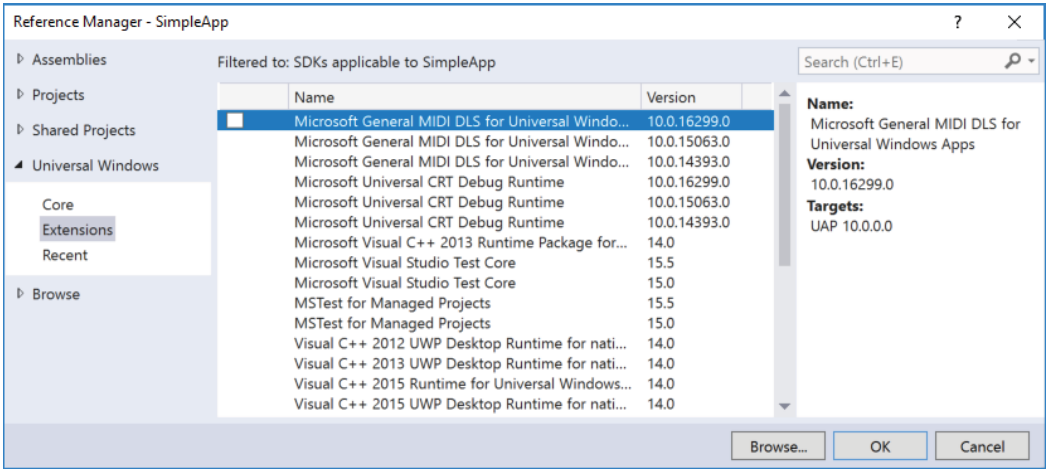 Reference Manager - SimpleApp ? ×
Assemblies
Projects
Shared Projects
Universal Windows
Core
Extensions
Recent
Browse
Filtered to: SDKs applicable to SimpleApp
Name Version
Microsoft General MIDI DLS for Universal Windo... 10.0.16299.0
Microsoft General MIDI DLS for Universal Windo... 10.0.15063.0
Microsoft General MIDI DLS for Universal Windo... 10.0.14393.0
Microsoft Universal CRT Debug Runtime 10.0.16299.0
Microsoft Universal CRT Debug Runtime 10.0.15063.0
Microsoft Universal CRT Debug Runtime 10.0.14393.0
Microsoft Visual C++ 2013 Runtime Package for... 14.0
Microsoft Visual Studio Test Core 15.5
Microsoft Visual Studio Test Core 15.0
MSTest for Managed Projects 15.5
MSTest for Managed Projects 15.0
Visual C++ 2012 UWP Desktop Runtime for nati... 14.0
Visual C++ 2013 UWP Desktop Runtime for nati... 14.0
Visual C++ 2015 Runtime for Universal Windows... 14.0
Visual C++ 2015 UWP Desktop Runtime for nati... 14.0
Search (Ctrl+E)
Name:
Microsoft General MIDI DLS for
Universal Windows Apps
Version:
10.0.16299.0
Targets:
UAP 10.0.0.0
Browse... OK Cancel